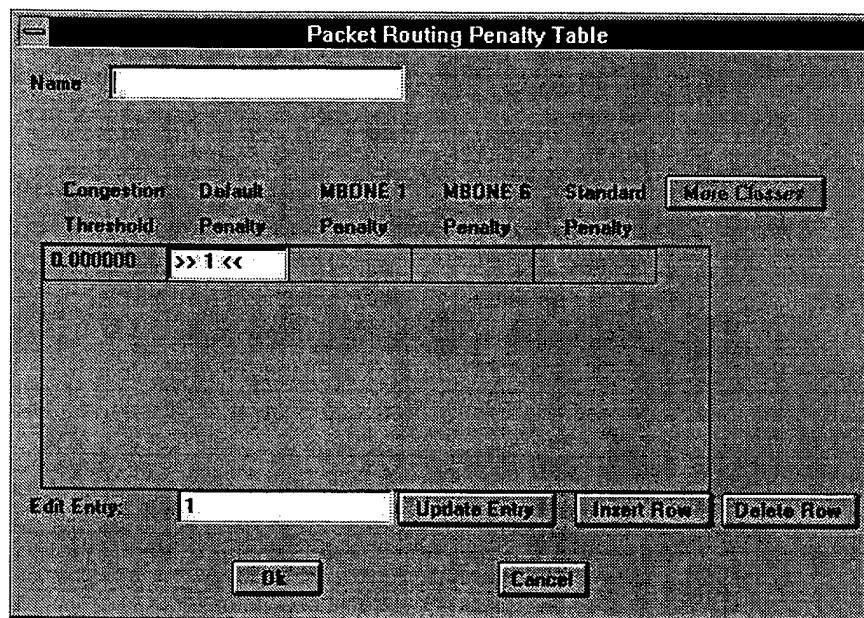 Packet Routing Penalty Table
Name
Congestion Default MBONE 1 MBONE 6 Standard More Classes
Threshold Penalty Penalty Penalty Penalty
0.000000 >> 1 <<
Edit Entry: 1 Update Entry Insert Row Delete Row
Ok Cancel